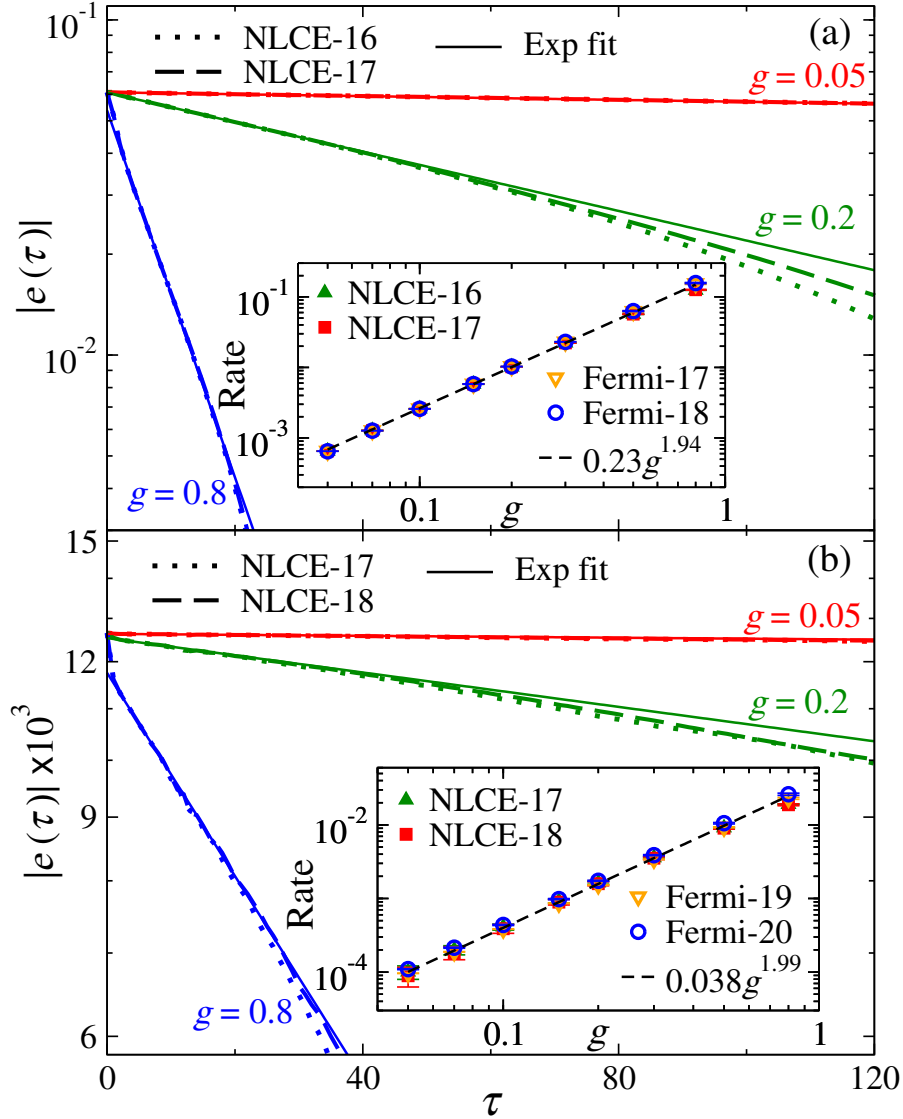 10^{-1}
NLCE-16
NLCE-17
Exp fit
(a)
g = 0.05
g = 0.2
g = 0.8
|e(τ)|
10^{-2}
10^{-1}
10^{-3}
Rate
NLCE-16
NLCE-17
Fermi-17
Fermi-18
0.23g^{1.94}
0.1 g 1
15
12
9
6
NLCE-17
NLCE-18
Exp fit
(b)
g = 0.05
g = 0.2
g = 0.8
|e(τ)| x10^3
10^{-2}
10^{-4}
Rate
NLCE-17
NLCE-18
Fermi-19
Fermi-20
0.038g^{1.99}
0.1 g 1
0 40 80 120
τ